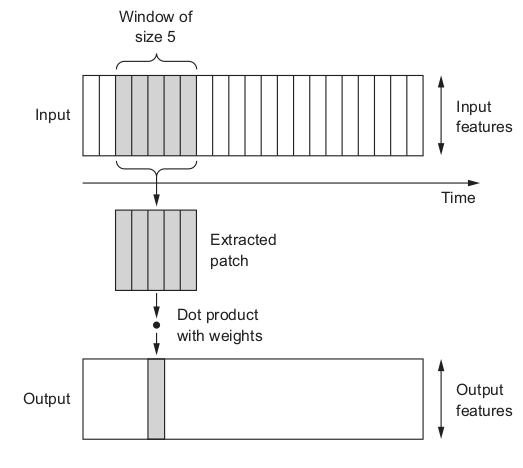 Window of
size 5
Input
Input
features
Time
Extracted
patch
Dot product
with weights
Output
Output
features